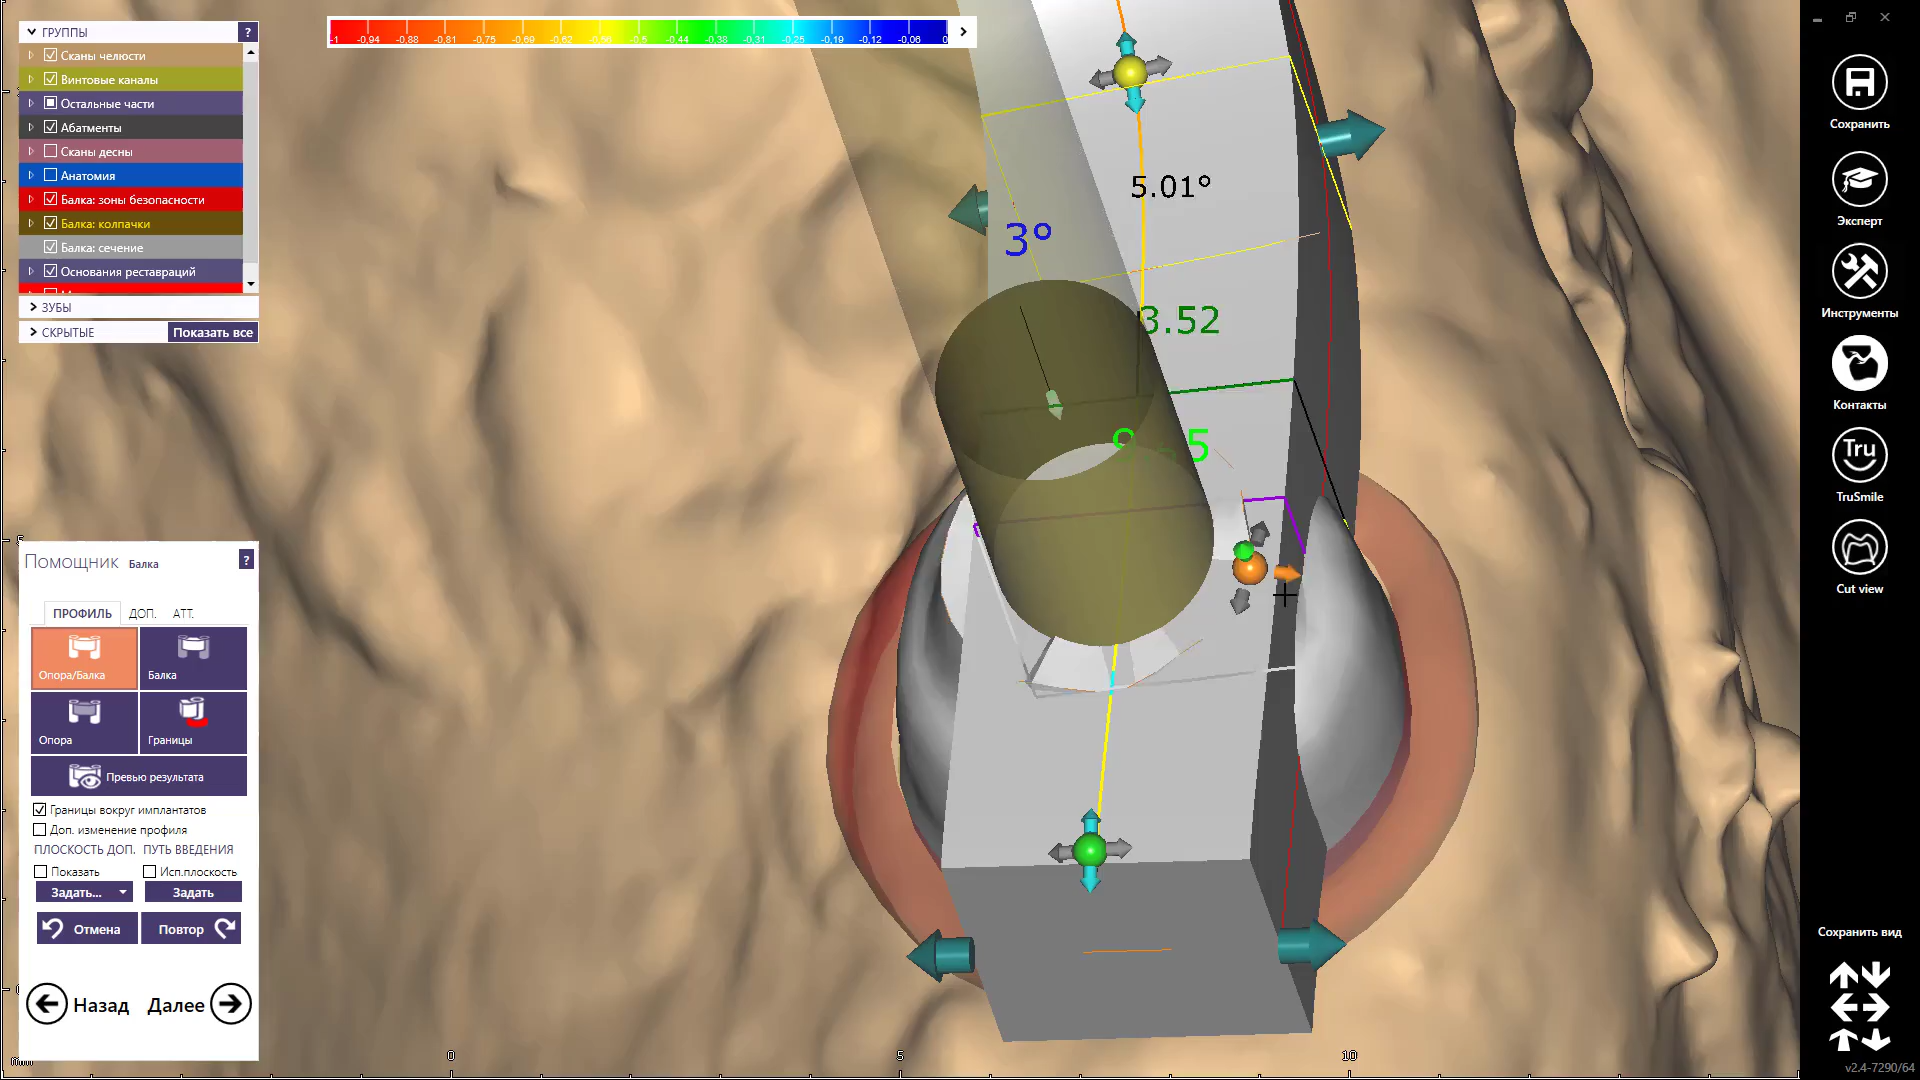 ГРУППЫ ?
Сканы челюсти
Винтовые каналы
Остальные части
Абатменты
Сканы десны
Анатомия
Балка: зоны безопасности
Балка: колпачки
Балка: сечение
Основания реставраций
ЗУБЫ
СКРЫТЫЕ Показать все
-1 -0,94 -0,88 -0,81 -0,75 -0,69 -0,62 -0,56 -0,5 -0,44 -0,38 -0,31 -0,25 -0,19 -0,12 -0,06 0
5.01°
3°
3.52
5
Помощник Балка ?
ПРОФИЛЬ ДОП. АТТ.
Опора/Балка Балка
Опора Границы
Превью результата
Границы вокруг имплантатов
Доп. изменение профиля
ПЛОСКОСТЬ ДОП. ПУТЬ ВВЕДЕНИЯ
Показать Исп.плоскость
Задать... Задать
Отмена Повтор
Назад Далее
0 5 10
Сохранить
Эксперт
Инструменты
Контакты
Tru
TruSmile
Cut view
Сохранить вид
v2.4-7290/64